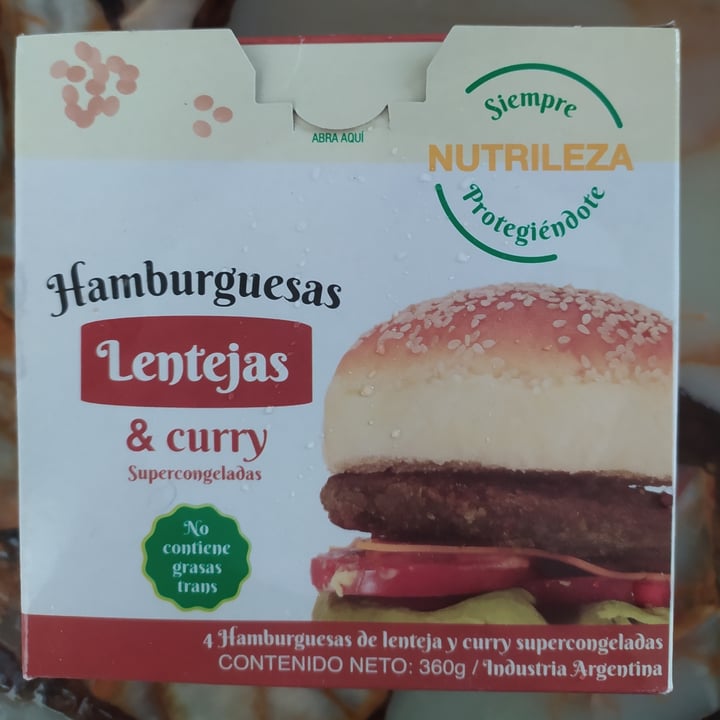 ABRA AQUÍ
Siempre
NUTRILEZA
Protegiéndote
Hamburguesas
Lentejas
& curry
Supercongeladas
No
contiene
grasas
trans
4 Hamburguesas de lenteja y curry supercongeladas
CONTENIDO NETO: 360g / Industria Argentina